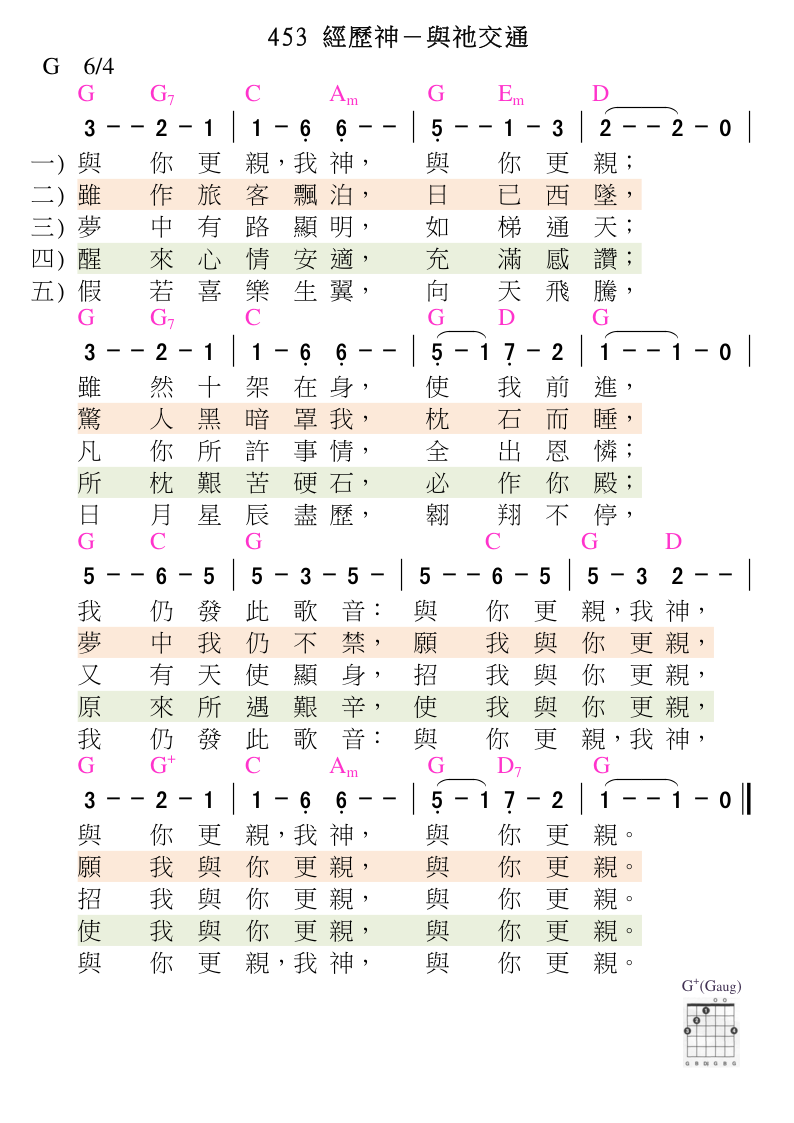 453 經歷神－與祂交通
G 6/4
G G7 C Am G Em D
3 - - 2 - 1 | 1 - 6̣ 6̣ - - | 5̣ - - 1 - 3 | 2 - - 2 - 0 |
一) 與 你 更 親，我 神， 與 你 更 親；
二) 雖 作 旅 客 飄 泊， 日 已 西 墜，
三) 夢 中 有 路 顯 明， 如 梯 通 天；
四) 醒 來 心 情 安 適， 充 滿 感 讚；
五) 假 若 喜 樂 生 翼， 向 天 飛 騰，
G G7 C G D G
3 - - 2 - 1 | 1 - 6̣ 6̣ - - | 5̣ - 1 7̣ - 2 | 1 - - 1 - 0 |
雖 然 十 架 在 身， 使 我 前 進，
驚 人 黑 暗 罩 我， 枕 石 而 睡，
凡 你 所 許 事 情， 全 出 恩 憐；
所 枕 艱 苦 硬 石， 必 作 你 殿；
日 月 星 辰 盡 歷， 翱 翔 不 停，
G C G C G D
5 - - 6 - 5 | 5 - 3 - 5 - | 5 - - 6 - 5 | 5 - 3 2 - - |
我 仍 發 此 歌 音： 與 你 更 親，我 神，
夢 中 我 仍 不 禁， 願 我 與 你 更 親，
又 有 天 使 顯 身， 招 我 與 你 更 親，
原 來 所 遇 艱 辛， 使 我 與 你 更 親，
我 仍 發 此 歌 音： 與 你 更 親，我 神，
G G+ C Am G D7 G
3 - - 2 - 1 | 1 - 6̣ 6̣ - - | 5̣ - 1 7̣ - 2 | 1 - - 1 - 0 ‖
與 你 更 親，我 神， 與 你 更 親。
願 我 與 你 更 親， 與 你 更 親。
招 我 與 你 更 親， 與 你 更 親。
使 我 與 你 更 親， 與 你 更 親。
與 你 更 親，我 神， 與 你 更 親。
G+(Gaug)
3 2 1 4
G B D♯ G B G